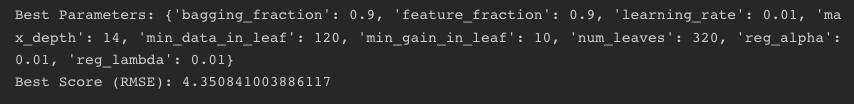 Best Parameters: {'bagging_fraction': 0.9, 'feature_fraction': 0.9, 'learning_rate': 0.01, 'ma
x_depth': 14, 'min_data_in_leaf': 120, 'min_gain_in_leaf': 10, 'num_leaves': 320, 'reg_alpha':
0.01, 'reg_lambda': 0.01}
Best Score (RMSE): 4.350841003886117